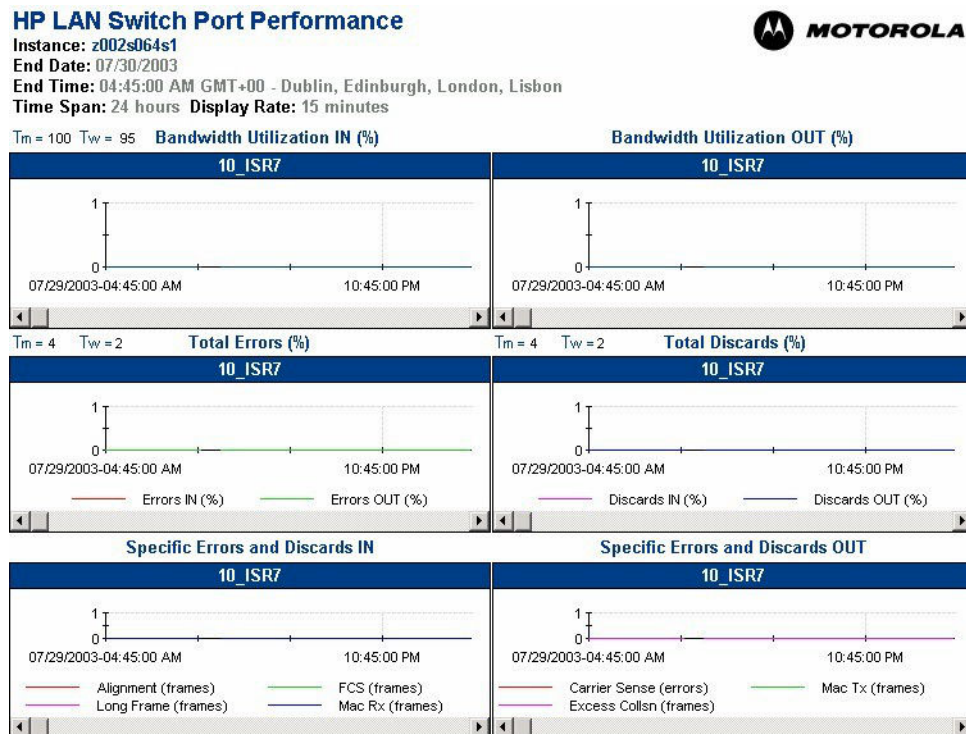 HP LAN Switch Port Performance
MOTOROLA
Instance: z002s064s1
End Date: 07/30/2003
End Time: 04:45:00 AM GMT+00 - Dublin, Edinburgh, London, Lisbon
Time Span: 24 hours Display Rate: 15 minutes
Tm = 100 Tw = 95 Bandwidth Utilization IN (%)
10_ISR7
1
0
07/29/2003-04:45:00 AM 10:45:00 PM
Bandwidth Utilization OUT (%)
10_ISR7
1
0
07/29/2003-04:45:00 AM 10:45:00 PM
Tm = 4 Tw = 2 Total Errors (%)
10_ISR7
1
0
07/29/2003-04:45:00 AM 10:45:00 PM
Errors IN (%) Errors OUT (%)
Tm = 4 Tw = 2 Total Discards (%)
10_ISR7
1
0
07/29/2003-04:45:00 AM 10:45:00 PM
Discards IN (%) Discards OUT (%)
Specific Errors and Discards IN
10_ISR7
1
0
07/29/2003-04:45:00 AM 10:45:00 PM
Alignment (frames) FCS (frames)
Long Frame (frames) Mac Rx (frames)
Specific Errors and Discards OUT
10_ISR7
1
0
07/29/2003-04:45:00 AM 10:45:00 PM
Carrier Sense (errors) Mac Tx (frames)
Excess Collsn (frames)